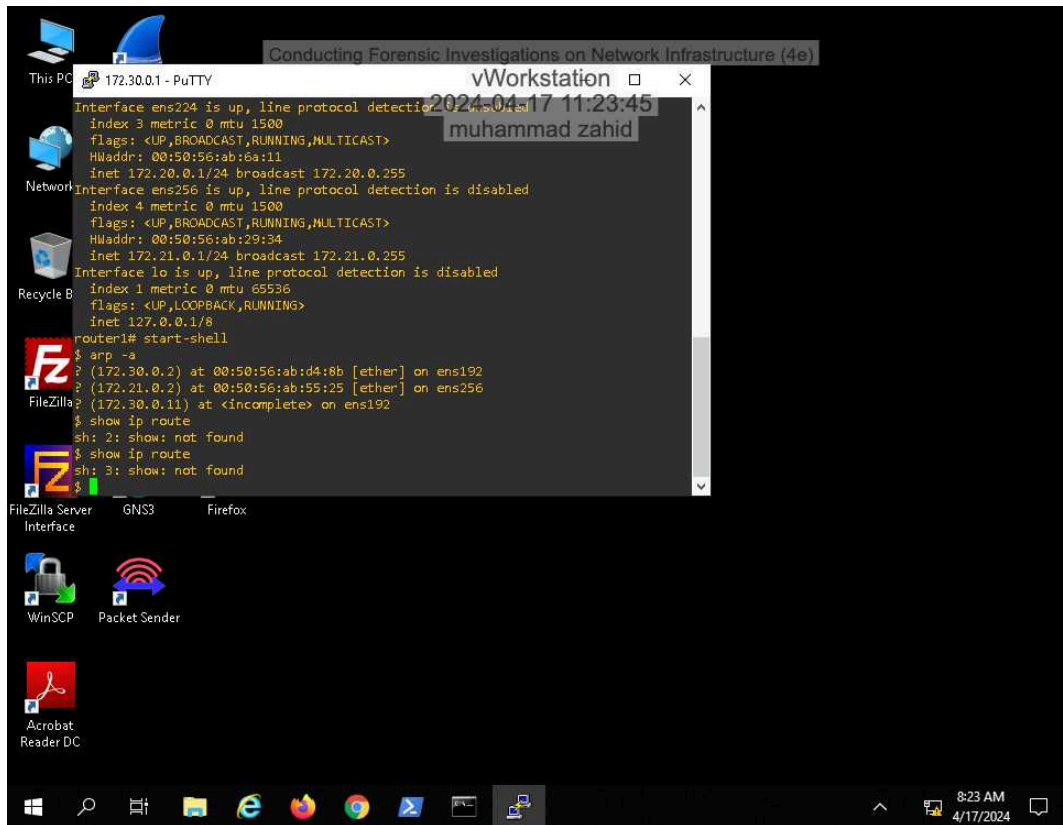 Conducting Forensic Investigations on Network Infrastructure (4e)
vWorkstation
2024-04-17 11:23:45
muhammad zahid
This PC
Network
Recycle B
FileZilla
FileZilla Server
Interface
GNS3
Firefox
WinSCP
Packet Sender
Acrobat
Reader DC
172.30.0.1 - PuTTY
Interface ens224 is up, line protocol detection is
index 3 metric 0 mtu 1500
flags: <UP,BROADCAST,RUNNING,MULTICAST>
HWaddr: 00:50:56:ab:6a:11
inet 172.20.0.1/24 broadcast 172.20.0.255
Interface ens256 is up, line protocol detection is disabled
index 4 metric 0 mtu 1500
flags: <UP,BROADCAST,RUNNING,MULTICAST>
HWaddr: 00:50:56:ab:29:34
inet 172.21.0.1/24 broadcast 172.21.0.255
Interface lo is up, line protocol detection is disabled
index 1 metric 0 mtu 65536
flags: <UP,LOOPBACK,RUNNING>
inet 127.0.0.1/8
router1# start-shell
$ arp -a
? (172.30.0.2) at 00:50:56:ab:d4:8b [ether] on ens192
? (172.21.0.2) at 00:50:56:ab:55:25 [ether] on ens256
? (172.30.0.11) at <incomplete> on ens192
$ show ip route
sh: 2: show: not found
$ show ip route
sh: 3: show: not found
$
8:23 AM
4/17/2024